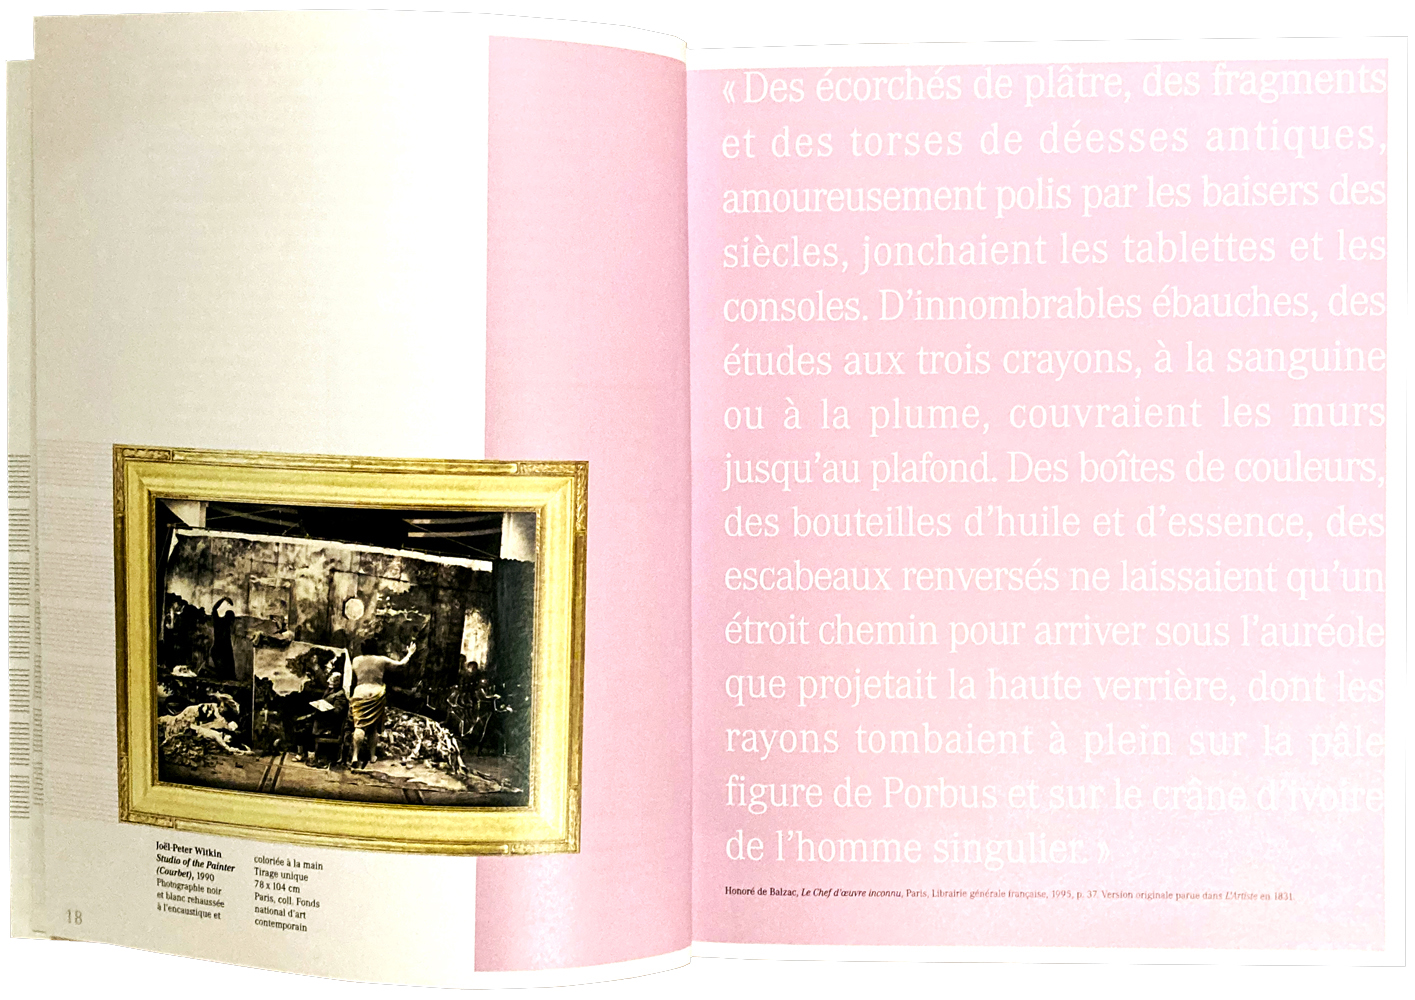 Joël-Peter Witkin
Studio of the Painter
(Courbet), 1990
Photographie noir
et blanc rehaussée
à l'encaustique et
coloriée à la main
Tirage unique
78 x 104 cm
Paris, coll. Fonds
national d'art
contemporain
18
« Des écorchés de plâtre, des fragments
et des torses de déesses antiques,
amoureusement polis par les baisers des
siècles, jonchaient les tablettes et les
consoles. D'innombrables ébauches, des
études aux trois crayons, à la sanguine
ou à la plume, couvraient les murs
jusqu'au plafond. Des boîtes de couleurs,
des bouteilles d'huile et d'essence, des
escabeaux renversés ne laissaient qu'un
étroit chemin pour arriver sous l'auréole
que projetait la haute verrière, dont les
rayons tombaient à plein sur la pâle
figure de Porbus et sur le crâne d'ivoire
de l'homme singulier. »
Honoré de Balzac, Le Chef d'œuvre inconnu, Paris, Librairie générale française, 1995, p. 37. Version originale parue dans L'Artiste en 1831.